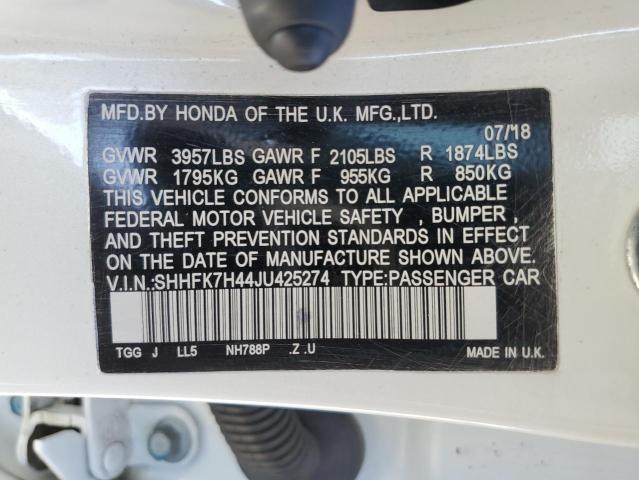 MFD.BY HONDA OF THE U.K. MFG.,LTD.
07/18
GVWR 3957LBS GAWR F 2105LBS R 1874LBS
GVWR 1795KG GAWR F 955KG R 850KG
THIS VEHICLE CONFORMS TO ALL APPLICABLE
FEDERAL MOTOR VEHICLE SAFETY , BUMPER ,
AND THEFT PREVENTION STANDARDS IN EFFECT
ON THE DATE OF MANUFACTURE SHOWN ABOVE.
V.I.N.:SHHFK7H44JU425274 TYPE:PASSENGER CAR
TGG J LL5 NH788P .Z .U MADE IN U.K.